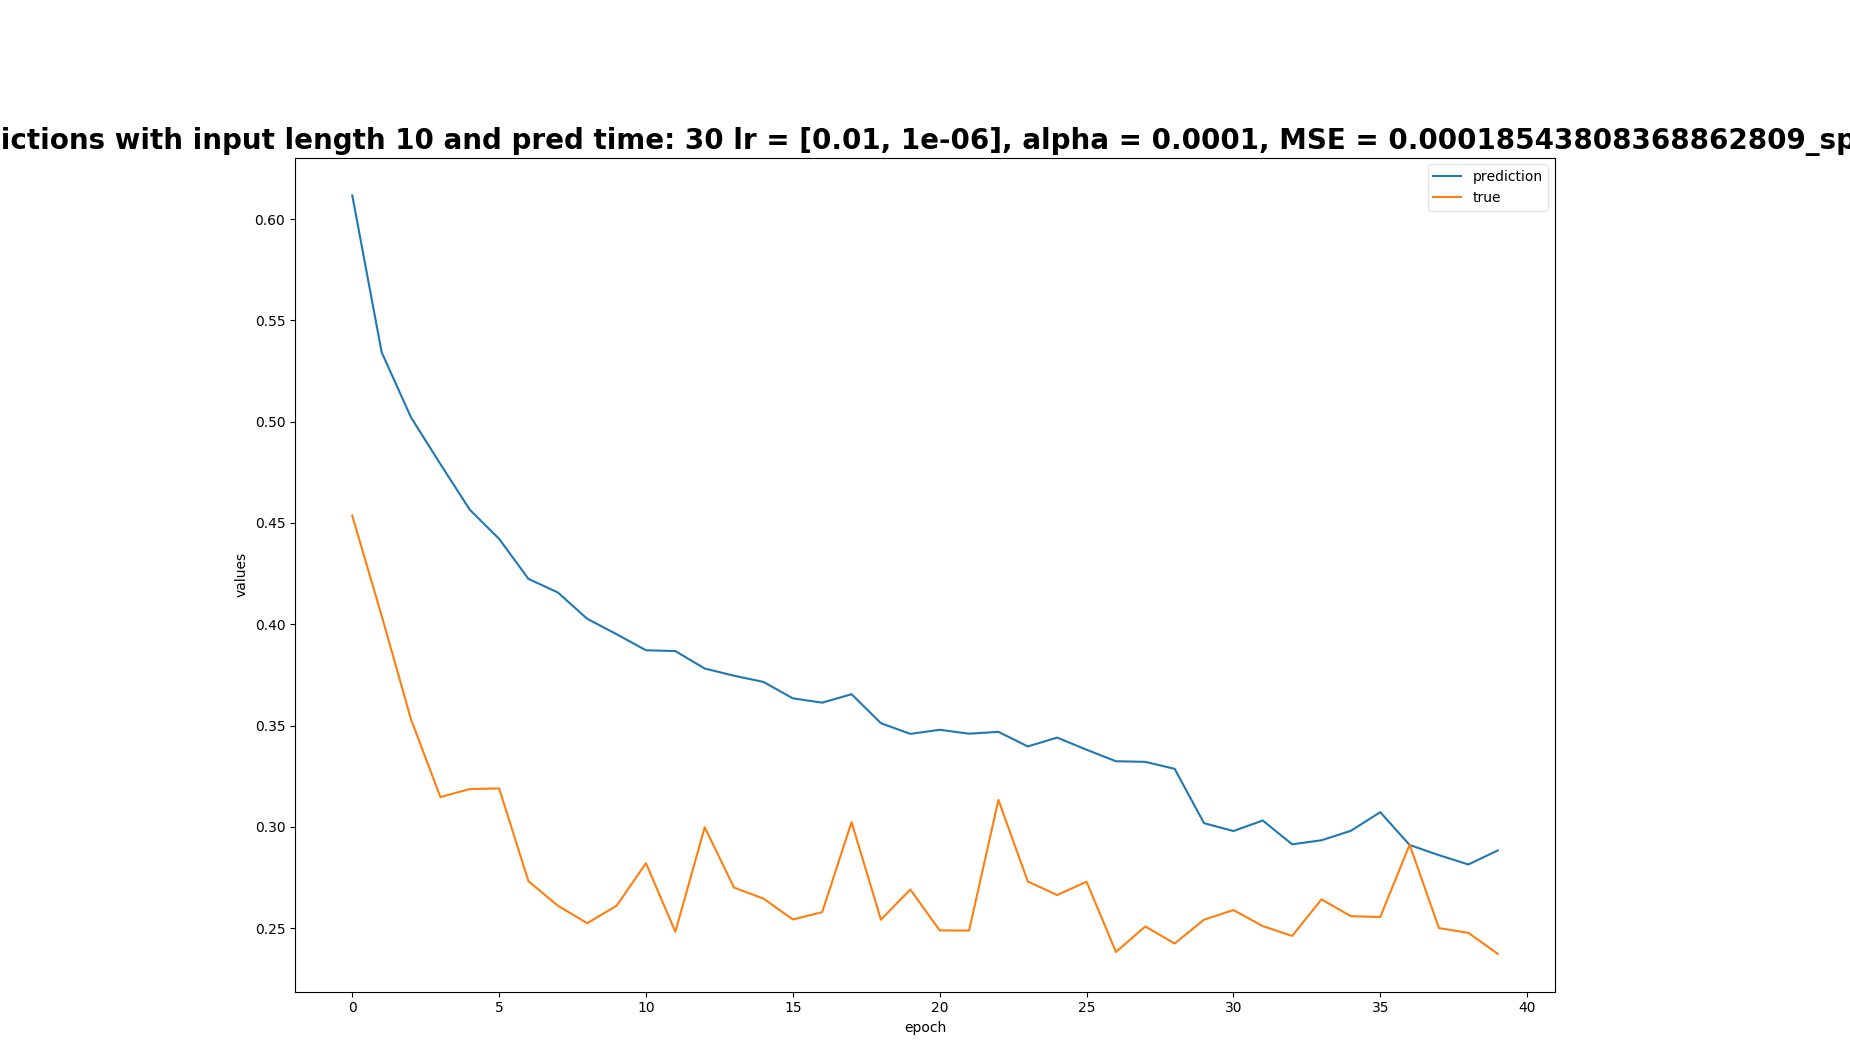 ictions with input length 10 and pred time: 30 lr = [0.01, 1e-06], alpha = 0.0001, MSE = 0.00018543808368862809_sp
prediction
true
0.60
0.55
0.50
0.45
0.40
0.35
0.30
0.25
values
0 5 10 15 20 25 30 35 40
epoch